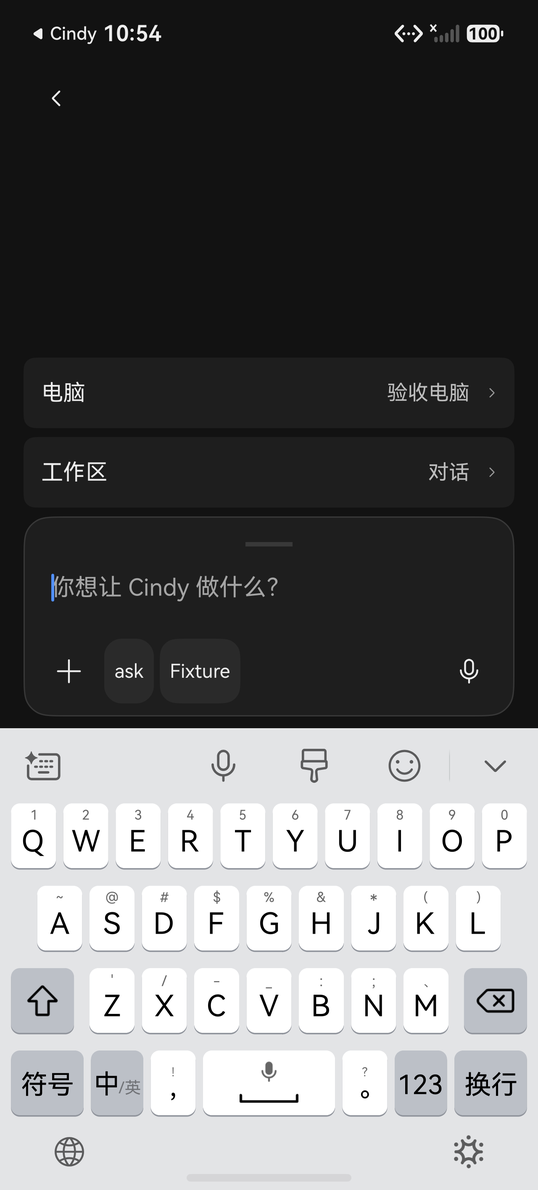 Cindy 10:54 100
电脑 验收电脑
工作区 对话
你想让 Cindy 做什么?
ask Fixture
1 2 3 4 5 6 7 8 9 0
Q W E R T Y U I O P
~ @ # $ % & * ( )
A S D F G H J K L
' / - _ : ; 、
Z X C V B N M
! ?
符号 中/英 , 。 123 换行